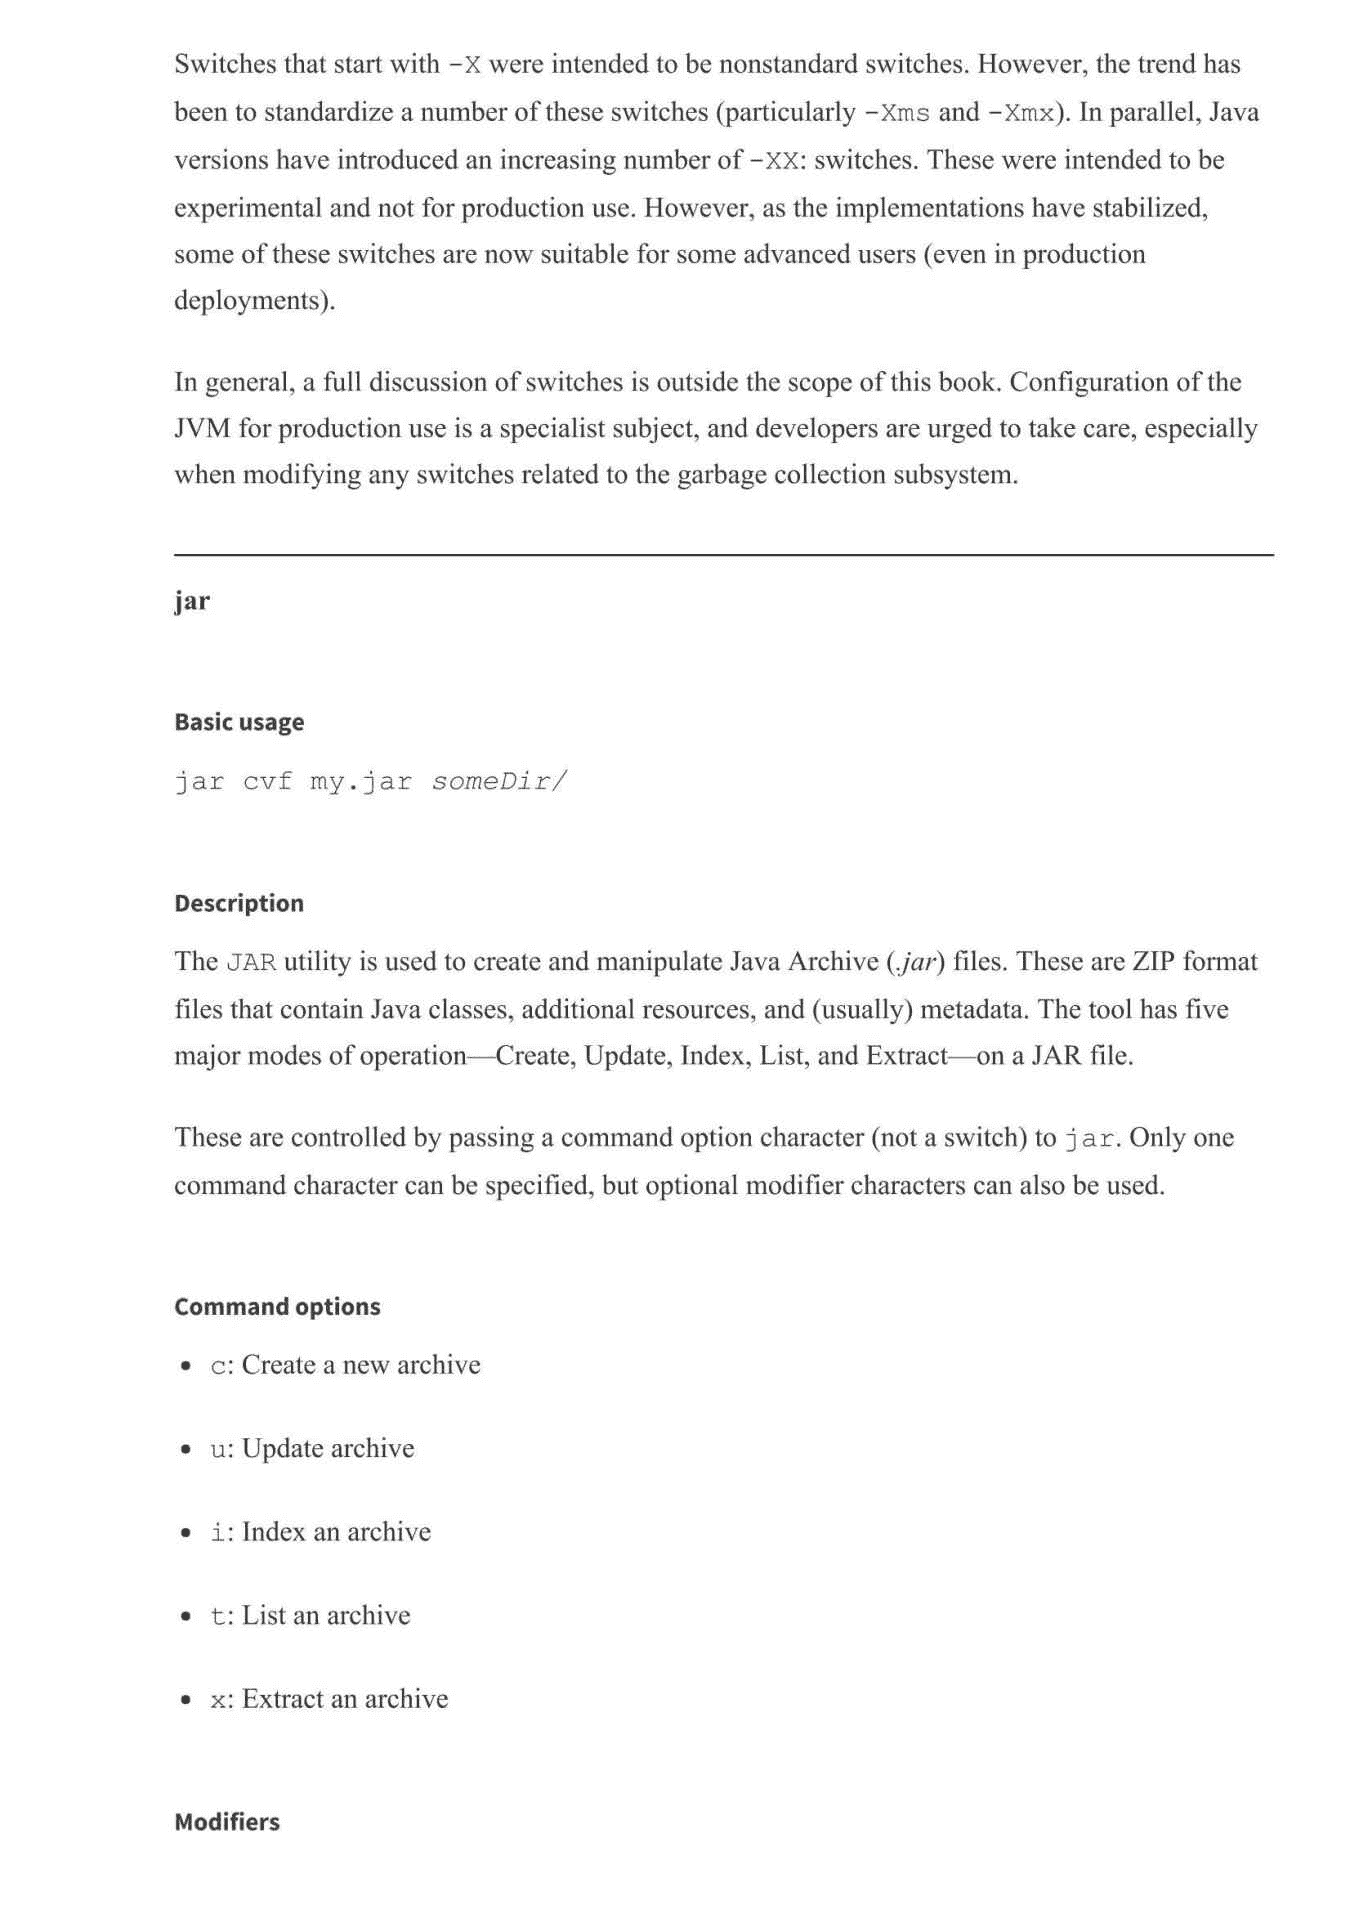 Switches that start with -X were intended to be nonstandard switches. However, the trend has
been to standardize a number of these switches (particularly -Xms and -Xmx). In parallel, Java
versions have introduced an increasing number of -XX: switches. These were intended to be
experimental and not for production use. However, as the implementations have stabilized,
some of these switches are now suitable for some advanced users (even in production
deployments).
In general, a full discussion of switches is outside the scope of this book. Configuration of the
JVM for production use is a specialist subject, and developers are urged to take care, especially
when modifying any switches related to the garbage collection subsystem.
jar
Basic usage
jar cvf my.jar someDir/
Description
The JAR utility is used to create and manipulate Java Archive (.jar) files. These are ZIP format
files that contain Java classes, additional resources, and (usually) metadata. The tool has five
major modes of operation—Create, Update, Index, List, and Extract—on a JAR file.
These are controlled by passing a command option character (not a switch) to jar. Only one
command character can be specified, but optional modifier characters can also be used.
Command options
• c: Create a new archive
• u: Update archive
• i: Index an archive
• t: List an archive
• x: Extract an archive
Modifiers